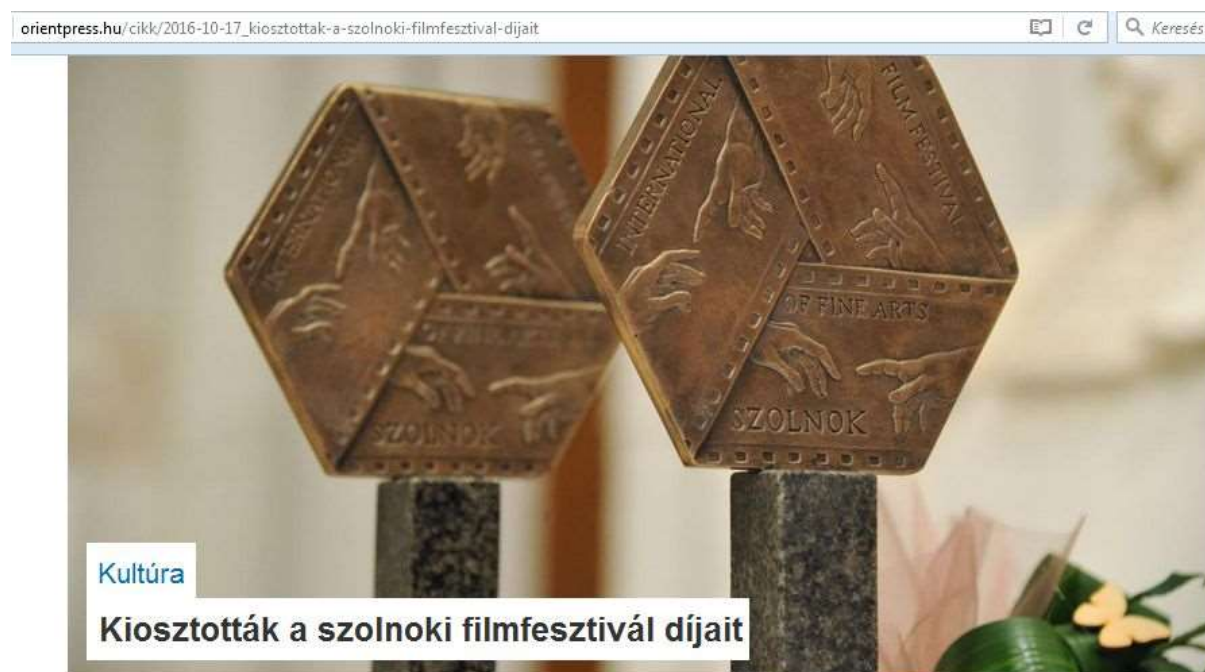 orientpress.hu/cikk/2016-10-17_kiosztottak-a-szolnoki-filmfesztival-dijait
Keresés
INTERNATIONAL
FILM FESTIVAL
OF FINE ARTS
SZOLNOK
SZOLNOK
Kultúra
Kiosztották a szolnoki filmfesztivál díjait